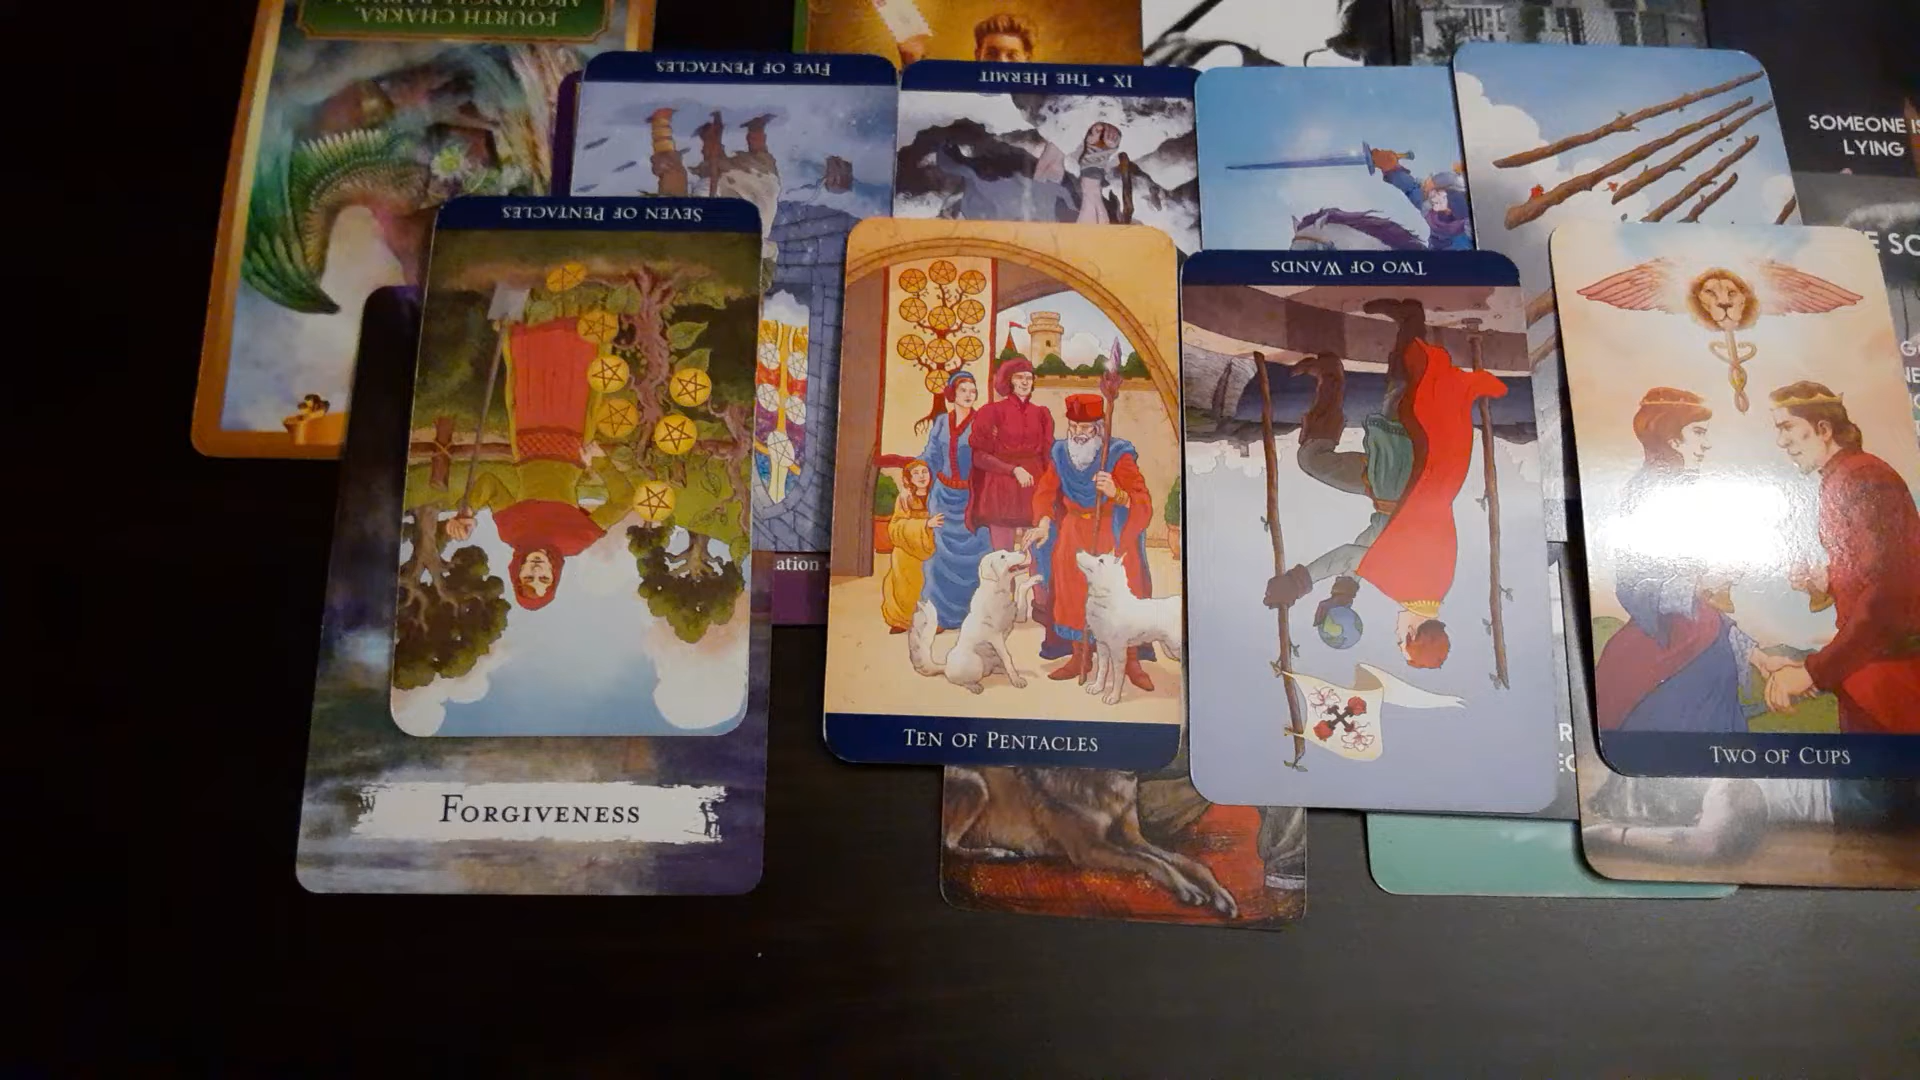 FOURTH CHAKRA,
ARCHANGEL
FIVE OF PENTACLES
IX • THE HERMIT
SOMEONE IS
LYING
SEVEN OF PENTACLES
TWO OF WANDS
ation
TEN OF PENTACLES
TWO OF CUPS
FORGIVENESS